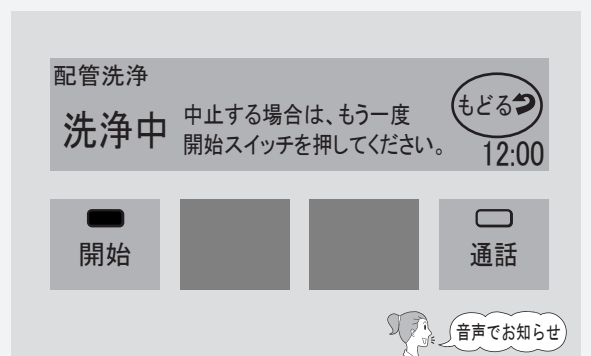 配管洗浄
洗浄中
中止する場合は、もう一度
開始スイッチを押してください。
もどる
12:00
開始
通話
音声でお知らせ